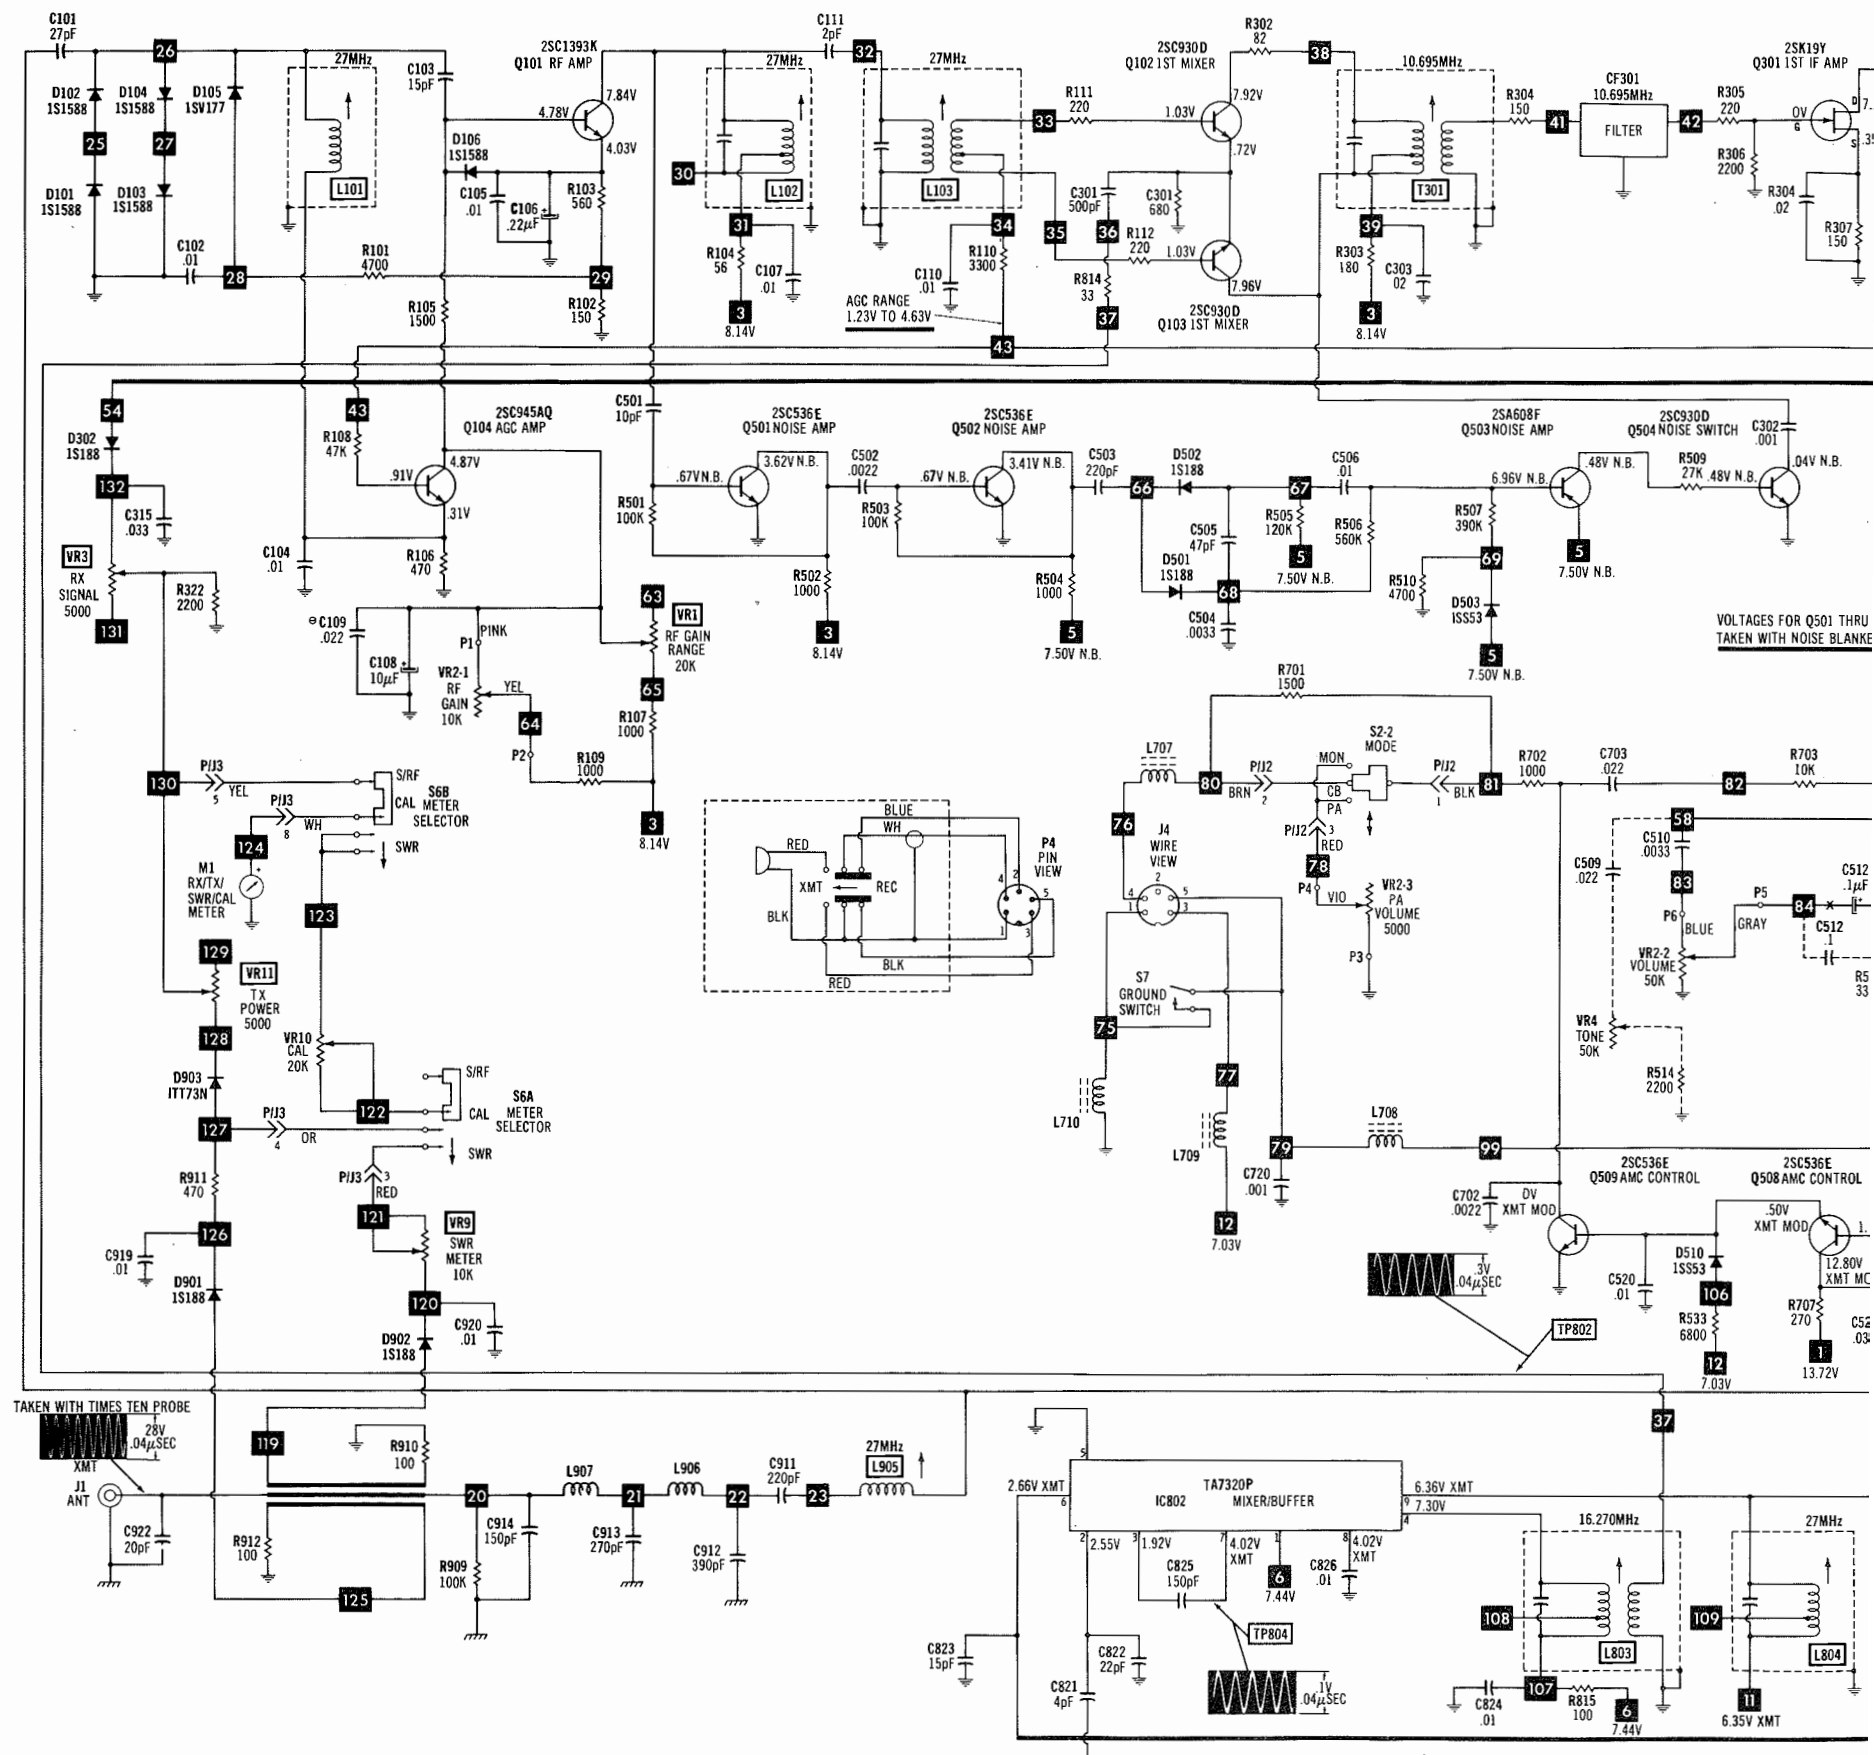 C101
27pF
26
D102
1S1588
D104
1S1588
D105
1SV177
25
27
D101
1S1588
D103
1S1588
C102
.01
28
27MHz
L101
R101
4700
C103
15pF
2SC1393K
Q101 RF AMP
7.84V
4.78V
4.03V
D106
1S1588
C105
.01
C106
.22µF
R103
560
29
R105
1500
R102
150
30
27MHz
L102
31
R104
56
C107
.01
3
8.14V
C111
2pF
32
27MHz
L103
33
34
35
C110
.01
R110
3300
AGC RANGE
1.23V TO 4.63V
43
R111
220
2SC930D
Q102 1ST MIXER
1.03V
7.92V
.72V
C301
500pF
C301
680
36
R112
220
1.03V
R814
33
37
7.96V
2SC930D
Q103 1ST MIXER
R302
82
38
10.695MHz
T301
39
R303
180
C303
02
3
8.14V
R304
150
41
CF301
10.695MHz
FILTER
42
R305
220
R306
2200
2SK19Y
Q301 1ST IF AMP
0V
G
D
S
7.
.35
R304
.02
R307
150
54
D302
1S188
132
C315
.033
VR3
RX
SIGNAL
5000
131
R322
2200
43
R108
47K
2SC945AQ
Q104 AGC AMP
4.87V
.91V
.31V
C104
.01
R106
470
C109
.022
C108
10µF
P1
PINK
VR2-1
RF
GAIN
10K
YEL
64
P2
R109
1000
63
VR1
RF GAIN
RANGE
20K
65
R107
1000
3
8.14V
C501
10pF
R501
100K
2SC536E
Q501 NOISE AMP
.67V N.B.
3.62V N.B.
C502
.0022
R502
1000
3
8.14V
2SC536E
Q502 NOISE AMP
.67V N.B.
3.41V N.B.
R503
100K
R504
1000
5
7.50V N.B.
C503
220pF
66
D502
1S188
C505
47pF
D501
1S188
68
C504
.0033
67
R505
120K
5
7.50V N.B.
C506
.01
R506
560K
2SA608F
Q503 NOISE AMP
6.96V N.B.
.48V N.B.
R507
390K
69
R510
4700
D503
1SS53
5
7.50V N.B.
5
7.50V N.B.
2SC930D
Q504 NOISE SWITCH
R509
27K
.48V N.B.
C302
.001
.04V N.B.
VOLTAGES FOR Q501 THRU
TAKEN WITH NOISE BLANKE
130
P/J3
5
YEL
P/J3
8
WH
S/RF
CAL
S6B
METER
SELECTOR
SWR
124
M1
RX/TX/
SWR/CAL
METER
123
129
VR11
TX
POWER
5000
128
D903
ITT73N
127
P/J3
4
OR
VR10
CAL
20K
122
S/RF
CAL
S6A
METER
SELECTOR
SWR
P/J3
3
RED
121
VR9
SWR
METER
10K
120
C920
.01
D902
1S188
R911
470
126
C919
.01
D901
1S188
RED
BLUE
WH
XMT
REC
BLK
BLK
RED
P4
PIN
VIEW
4
2
5
1
3
R701
1500
L707
80
P/J2
BRN
2
MON
CB
PA
S2-2
MODE
P/J2
1
BLK
81
P/J2
3
RED
78
P4
VIO
VR2-3
PA
VOLUME
5000
P3
76
J4
WIRE
VIEW
2
4
5
1
3
S7
GROUND
SWITCH
75
L710
77
L709
12
7.03V
79
C720
.001
L708
99
R702
1000
C703
.022
82
R703
10K
58
C510
.0033
83
P6
BLUE
VR2-2
VOLUME
50K
C509
.022
VR4
TONE
50K
R514
2200
P5
GRAY
84
C512
.1µF
C512
.1
R5
33
2SC536E
Q509 AMC CONTROL
2SC536E
Q508 AMC CONTROL
C702
.0022
DV
XMT MOD
.50V
XMT MOD
12.80V
XMT MO
1.
C520
.01
D510
1SS53
106
R533
6800
12
7.03V
R707
270
1
13.72V
C52
.03
.3V
.04µSEC
TP802
TAKEN WITH TIMES TEN PROBE
28V
.04µSEC
XMT
J1
ANT
C922
20pF
119
R910
100
R912
100
125
20
R909
100K
C914
150pF
L907
21
C913
270pF
L906
22
C912
390pF
C911
220pF
23
27MHz
L905
5
2.66V XMT
6
TA7320P
IC802
MIXER/BUFFER
6.36V XMT
9
7.30V
4
2
2.55V
3
1.92V
7
4.02V
XMT
1
8
4.02V
XMT
C825
150pF
6
7.44V
C826
.01
TP804
.1V
.04µSEC
C823
15pF
C822
22pF
C821
4pF
37
16.270MHz
108
L803
107
C824
.01
R815
100
6
7.44V
27MHz
109
L804
11
6.35V XMT